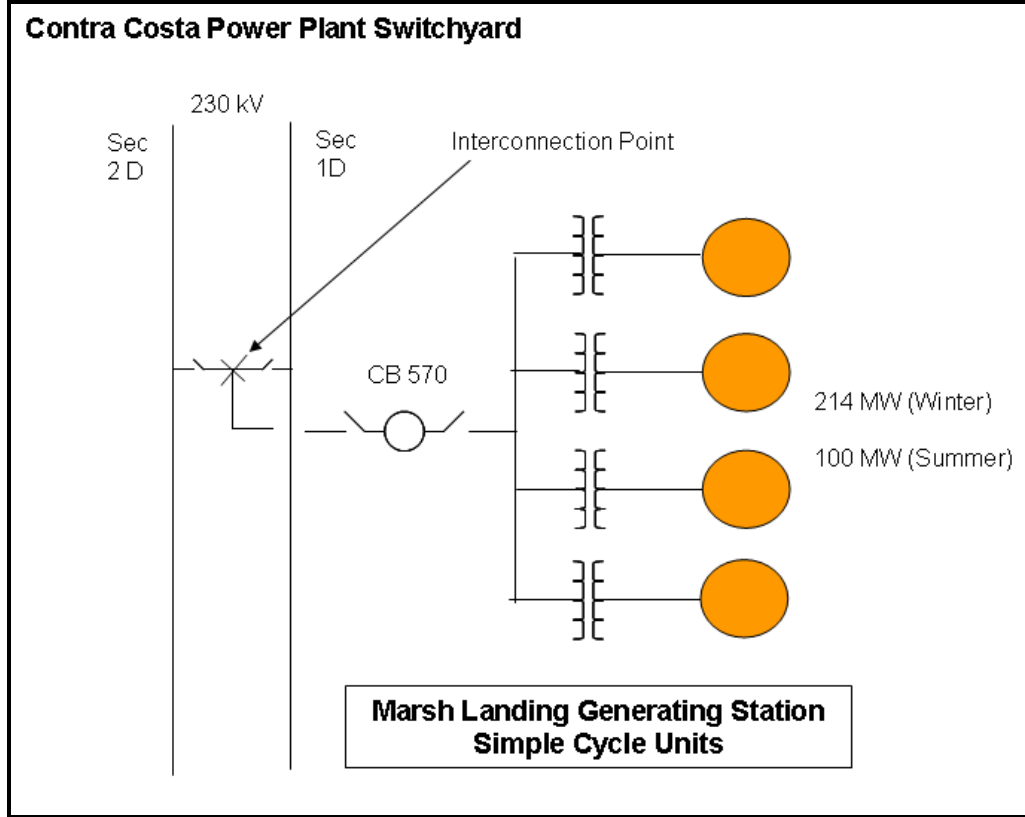 Contra Costa Power Plant Switchyard
230 kV
Sec
2 D
Sec
1D
Interconnection Point
CB 570
214 MW (Winter)
100 MW (Summer)
Marsh Landing Generating Station
Simple Cycle Units